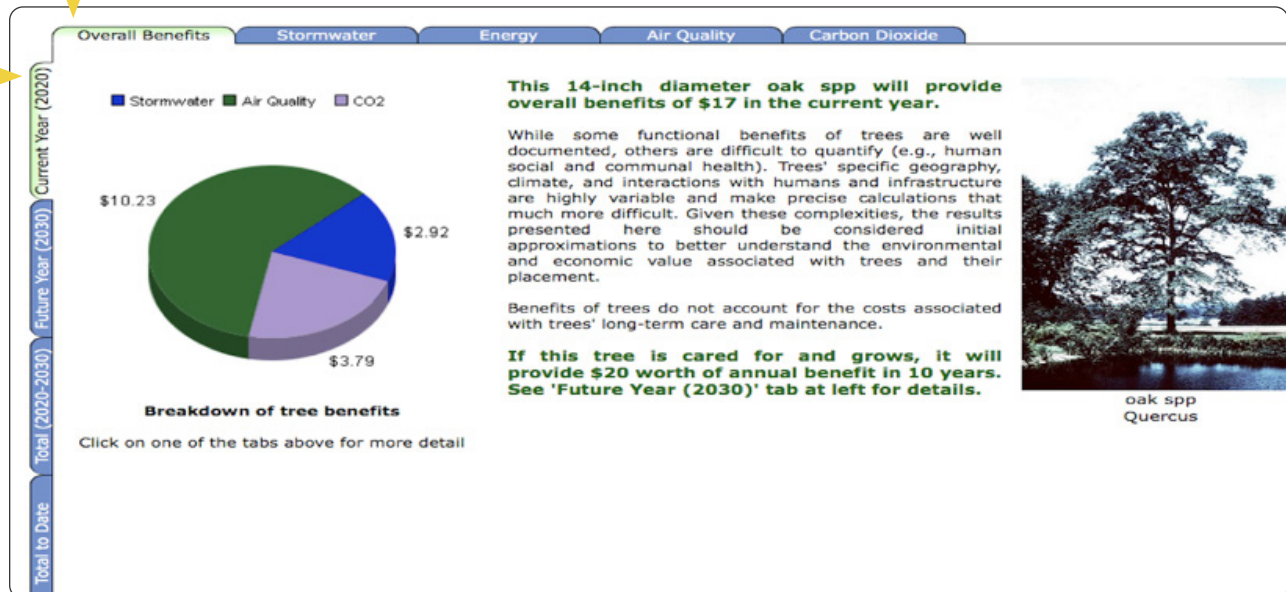 Overall Benefits
Stormwater
Energy
Air Quality
Carbon Dioxide
Current Year (2020)
Future Year (2030)
Total (2020-2030)
Total to Date
Stormwater Air Quality CO2
$10.23
$2.92
$3.79
Breakdown of tree benefits
Click on one of the tabs above for more detail
This 14-inch diameter oak spp will provide
overall benefits of $17 in the current year.
While some functional benefits of trees are well
documented, others are difficult to quantify (e.g., human
social and communal health). Trees' specific geography,
climate, and interactions with humans and infrastructure
are highly variable and make precise calculations that
much more difficult. Given these complexities, the results
presented here should be considered initial
approximations to better understand the environmental
and economic value associated with trees and their
placement.
Benefits of trees do not account for the costs associated
with trees' long-term care and maintenance.
If this tree is cared for and grows, it will
provide $20 worth of annual benefit in 10 years.
See 'Future Year (2030)' tab at left for details.
oak spp
Quercus